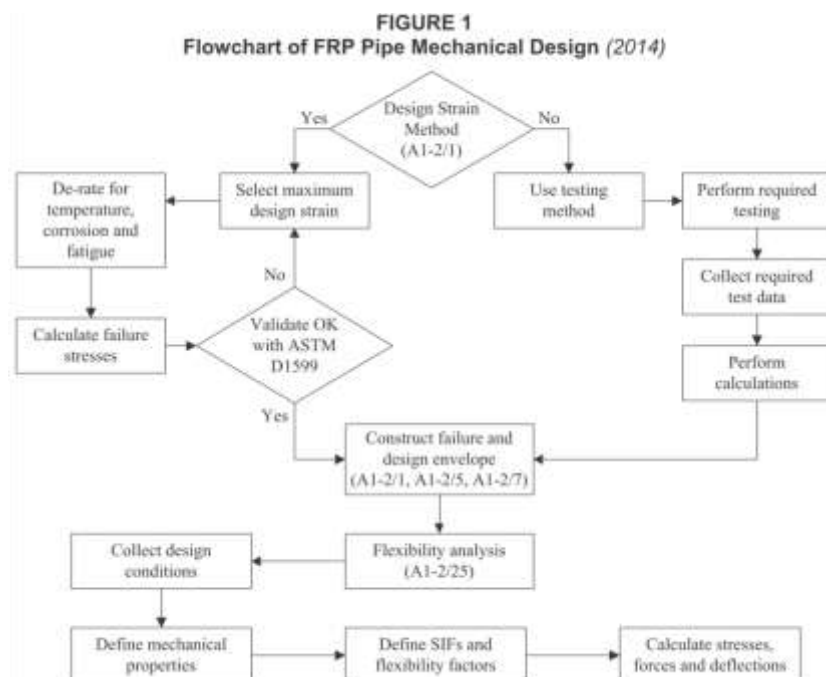 FIGURE 1
Flowchart of FRP Pipe Mechanical Design (2014)
Design Strain
Method
(A1-2/1)
Yes
No
De-rate for
temperature,
corrosion and
fatigue
Select maximum
design strain
Use testing
method
Perform required
testing
No
Collect required
test data
Calculate failure
stresses
Validate OK
with ASTM
D1599
Perform
calculations
Yes
Construct failure and
design envelope
(A1-2/1, A1-2/5, A1-2/7)
Collect design
conditions
Flexibility analysis
(A1-2/25)
Define mechanical
properties
Define SIFs and
flexibility factors
Calculate stresses,
forces and deflections